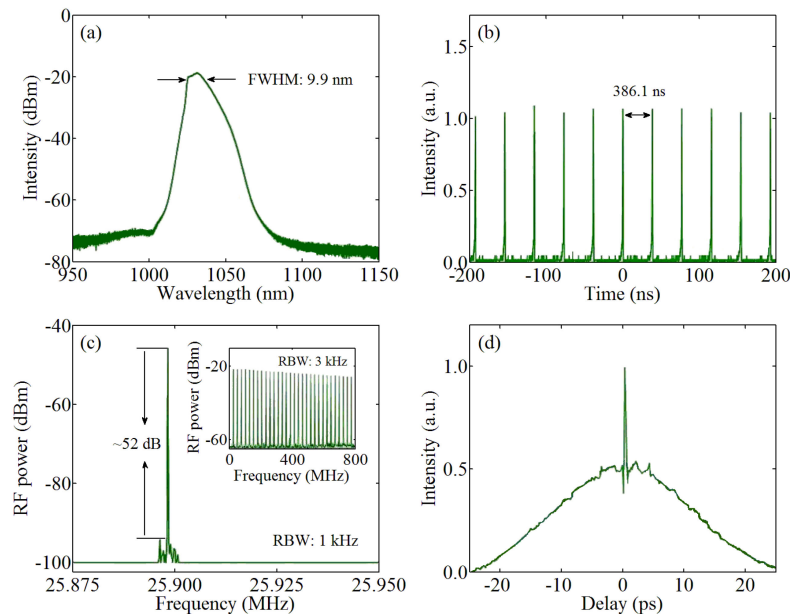 (a)
0
-20
-40
-60
-80
Intensity (dBm)
FWHM: 9.9 nm
950
1000
1050
1100
1150
Wavelength (nm)
(b)
1.5
1.0
0.5
0.0
Intensity (a.u.)
386.1 ns
-200
-100
0
100
200
Time (ns)
(c)
-40
-60
-80
-100
RF power (dBm)
~52 dB
RBW: 1 kHz
25.875
25.900
25.925
25.950
Frequency (MHz)
RBW: 3 kHz
-20
-60
RF power (dBm)
0
400
800
Frequency (MHz)
(d)
1.0
0.5
0.0
Intensity (a.u.)
-20
-10
0
10
20
Delay (ps)